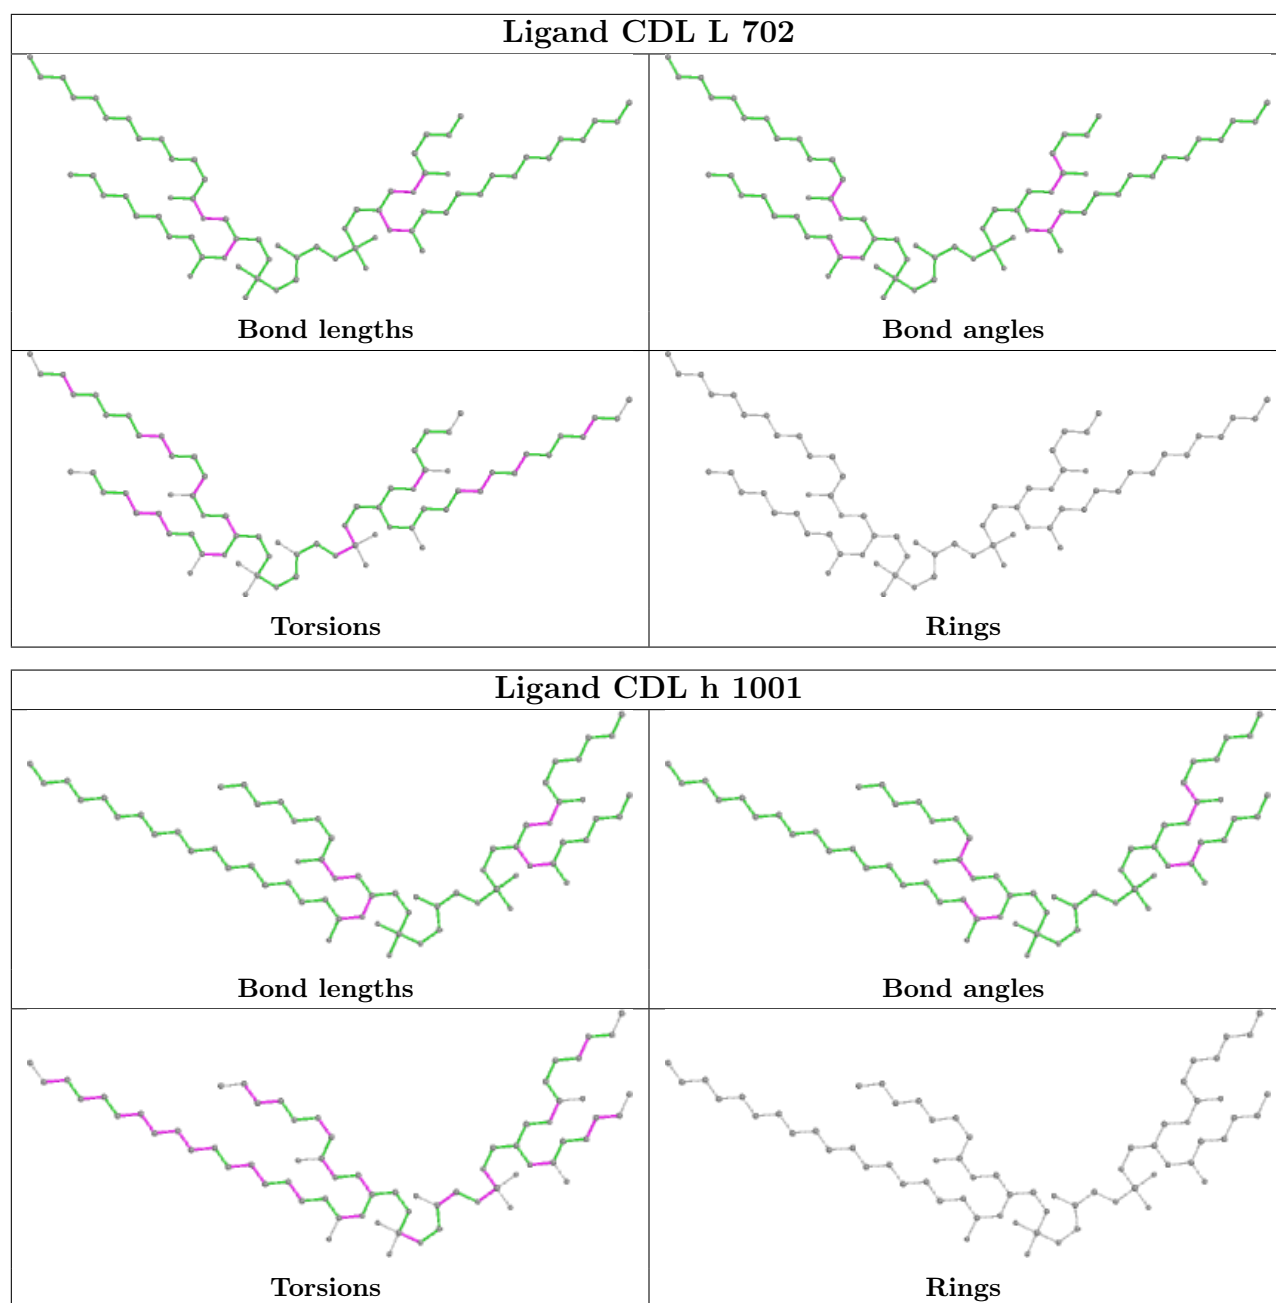 Ligand CDL L 702
Bond lengths
Bond angles
Torsions
Rings
Ligand CDL h 1001
Bond lengths
Bond angles
Torsions
Rings